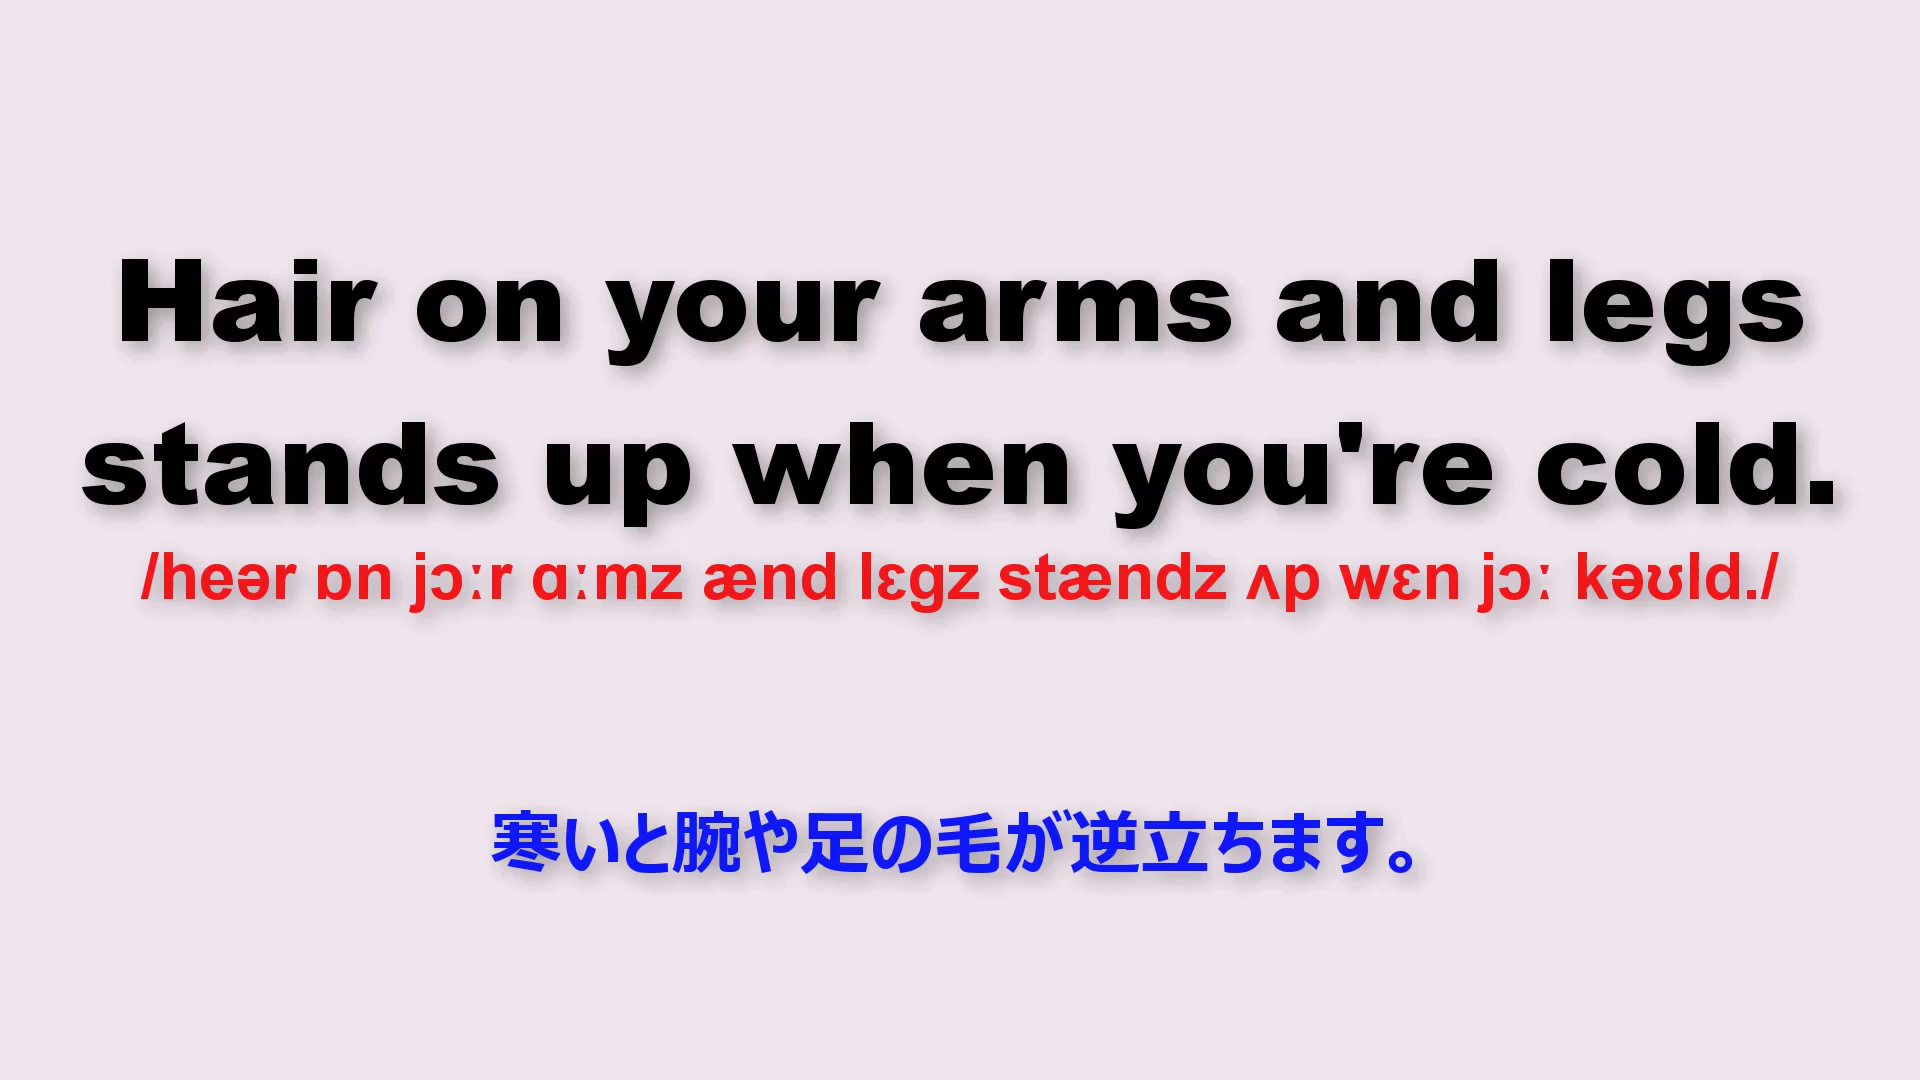 Hair on your arms and legs
stands up when you're cold.
/heər ɒn jɔːr ɑːmz ænd lɛgz stændz ʌp wɛn jɔː kəʊld./
寒いと腕や足の毛が逆立ちます。